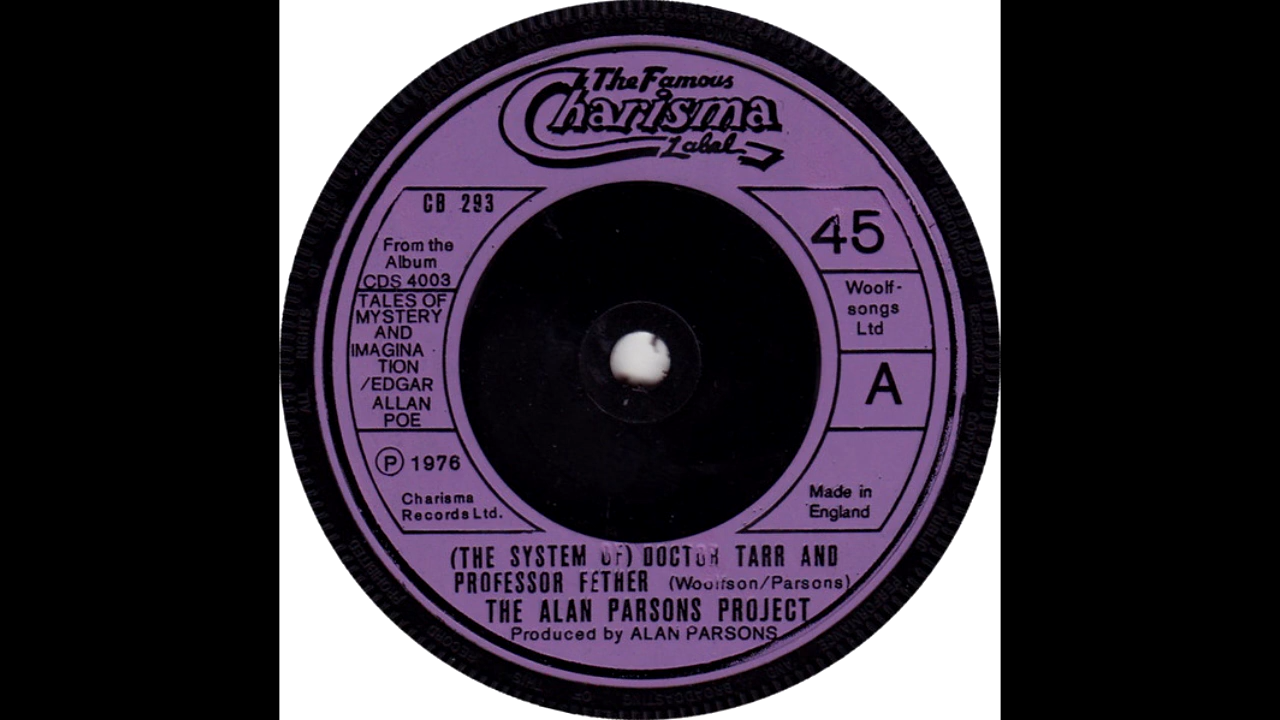 The Famous
Charisma
Label
CB 293
From the
Album
CDS 4003
TALES OF
MYSTERY
AND
IMAGINA
TION
/EDGAR
ALLAN
POE
Ⓟ 1976
Charisma
Records Ltd.
45
Woolf-
songs
Ltd
A
Made in
England
(THE SYSTEM OF) DOCTOR TARR AND
PROFESSOR FETHER (Woolfson/Parsons)
THE ALAN PARSONS PROJECT
Produced by ALAN PARSONS